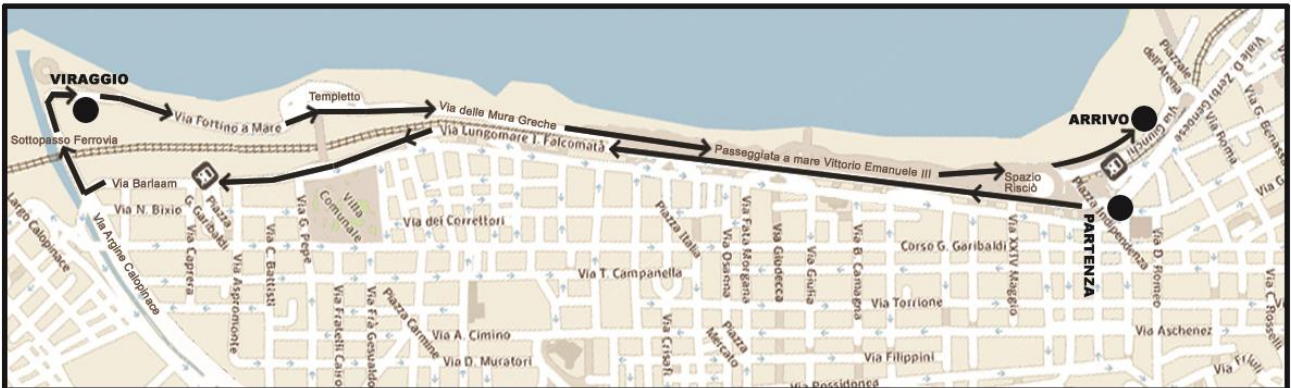 VIRAGGIO
Sottopasso Ferrovia
Via Fortino a Mare
Templetto
Via delle Mura Greche
Via Lungomare I. Falcomatà
Passeggiata a mare Vittorio Emanuele III
Spazio
Risciò
ARRIVO
Piazzale
dell'Arena
Via Giunchi
Viale D. Zerbi Genoese
Via Roma
Piazza Indipendenza
PARTENZA
Via D. Romeo
Via Barlaam
Via N. Bixio
Largo Calopinace
Via Argine Calopinace
Piazza
G. Garibaldi
Via Caprera
Via Aspromonte
Via C. Battisti
Via G. Pepe
Villa
Comunale
Via dei Correttori
Via Fratelli Cairo
Via Frà Gesualdo
Piazza Carmine
Via A. Cimino
Via D. Muratori
Piazza Italia
Via T. Campanella
Via Crisafi
Via Osanna
Via Fata Morgana
Piazza
Mercato
Via Giudecca
Via Giulia
Via B. Camagna
Corso G. Garibaldi
Via XXIV Maggio
Via Torrione
Via Filippini
Via Possidonea
Via Aschenez